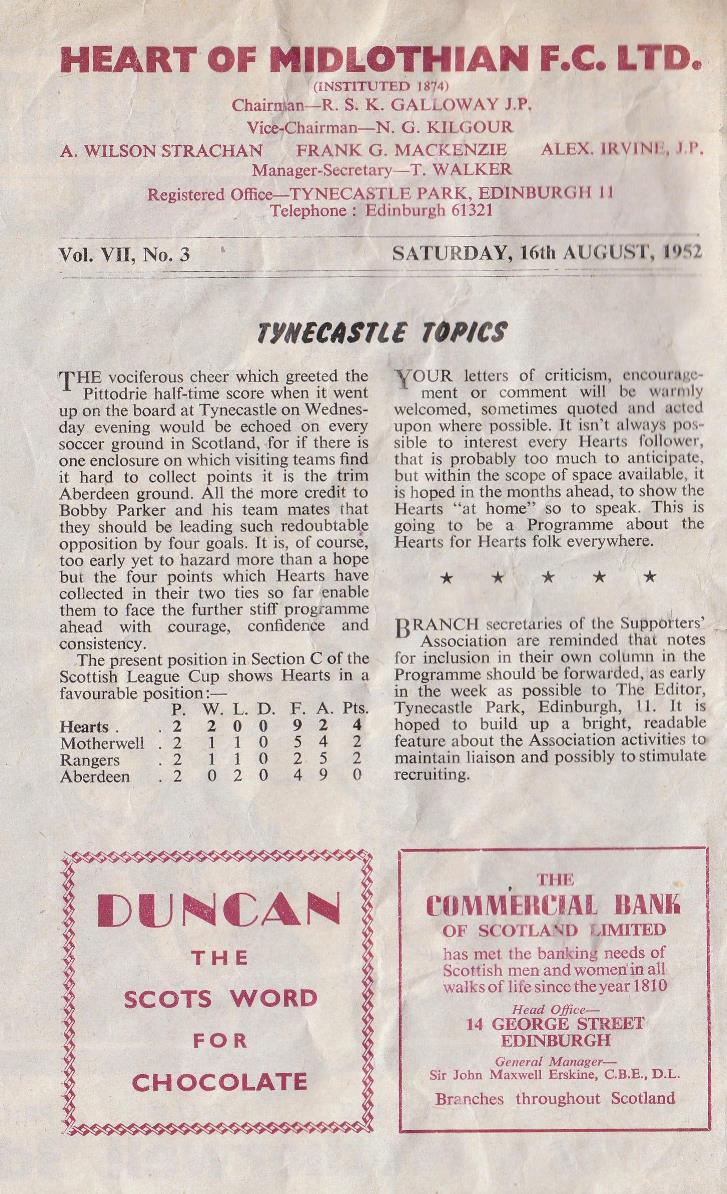 HEART OF MIDLOTHIAN F.C. LTD.
(INSTITUTED 1874)
Chairman—R. S. K. GALLOWAY J.P.
Vice-Chairman—N. G. KILGOUR
A. WILSON STRACHAN FRANK G. MACKENZIE ALEX. IRVINE, J.P.
Manager-Secretary—T. WALKER
Registered Office—TYNECASTLE PARK, EDINBURGH 11
Telephone : Edinburgh 61321
Vol. VII, No. 3 SATURDAY, 16th AUGUST, 1952
TYNECASTLE TOPICS
THE vociferous cheer which greeted the
Pittodrie half-time score when it went
up on the board at Tynecastle on Wednes-
day evening would be echoed on every
soccer ground in Scotland, for if there is
one enclosure on which visiting teams find
it hard to collect points it is the trim
Aberdeen ground. All the more credit to
Bobby Parker and his team mates that
they should be leading such redoubtable
opposition by four goals. It is, of course,
too early yet to hazard more than a hope
but the four points which Hearts have
collected in their two ties so far enable
them to face the further stiff programme
ahead with courage, confidence and
consistency.
The present position in Section C of the
Scottish League Cup shows Hearts in a
favourable position :—
P. W. L. D. F. A. Pts.
Hearts . . 2 2 0 0 9 2 4
Motherwell . 2 1 1 0 5 4 2
Rangers . 2 1 1 0 2 5 2
Aberdeen . 2 0 2 0 4 9 0
YOUR letters of criticism, encourage-
ment or comment will be warmly
welcomed, sometimes quoted and acted
upon where possible. It isn't always pos-
sible to interest every Hearts follower,
that is probably too much to anticipate,
but within the scope of space available, it
is hoped in the months ahead, to show the
Hearts "at home" so to speak. This is
going to be a Programme about the
Hearts for Hearts folk everywhere.
★ ★ ★ ★ ★
BRANCH secretaries of the Supporters'
Association are reminded that notes
for inclusion in their own column in the
Programme should be forwarded, as early
in the week as possible to The Editor,
Tynecastle Park, Edinburgh, 11. It is
hoped to build up a bright, readable
feature about the Association activities to
maintain liaison and possibly to stimulate
recruiting.
DUNCAN
THE
SCOTS WORD
FOR
CHOCOLATE
THE
COMMERCIAL BANK
OF SCOTLAND LIMITED
has met the banking needs of
Scottish men and women in all
walks of life since the year 1810
Head Office—
14 GEORGE STREET
EDINBURGH
General Manager—
Sir John Maxwell Erskine, C.B.E., D.L.
Branches throughout Scotland